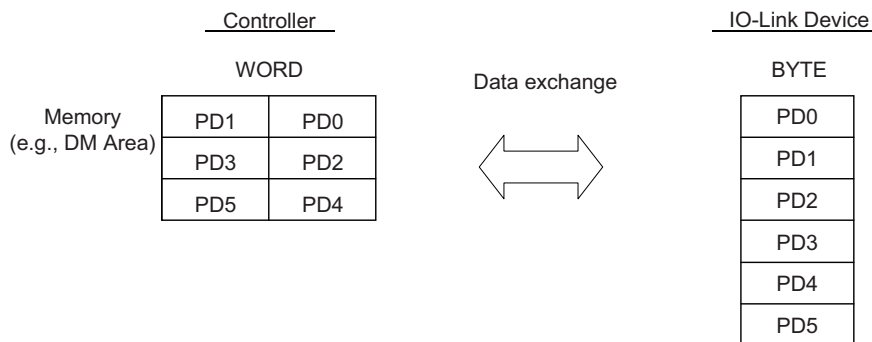 Controller
IO-Link Device
WORD
Data exchange
BYTE
Memory
(e.g., DM Area)
PD1 PD0
PD3 PD2
PD5 PD4
PD0
PD1
PD2
PD3
PD4
PD5